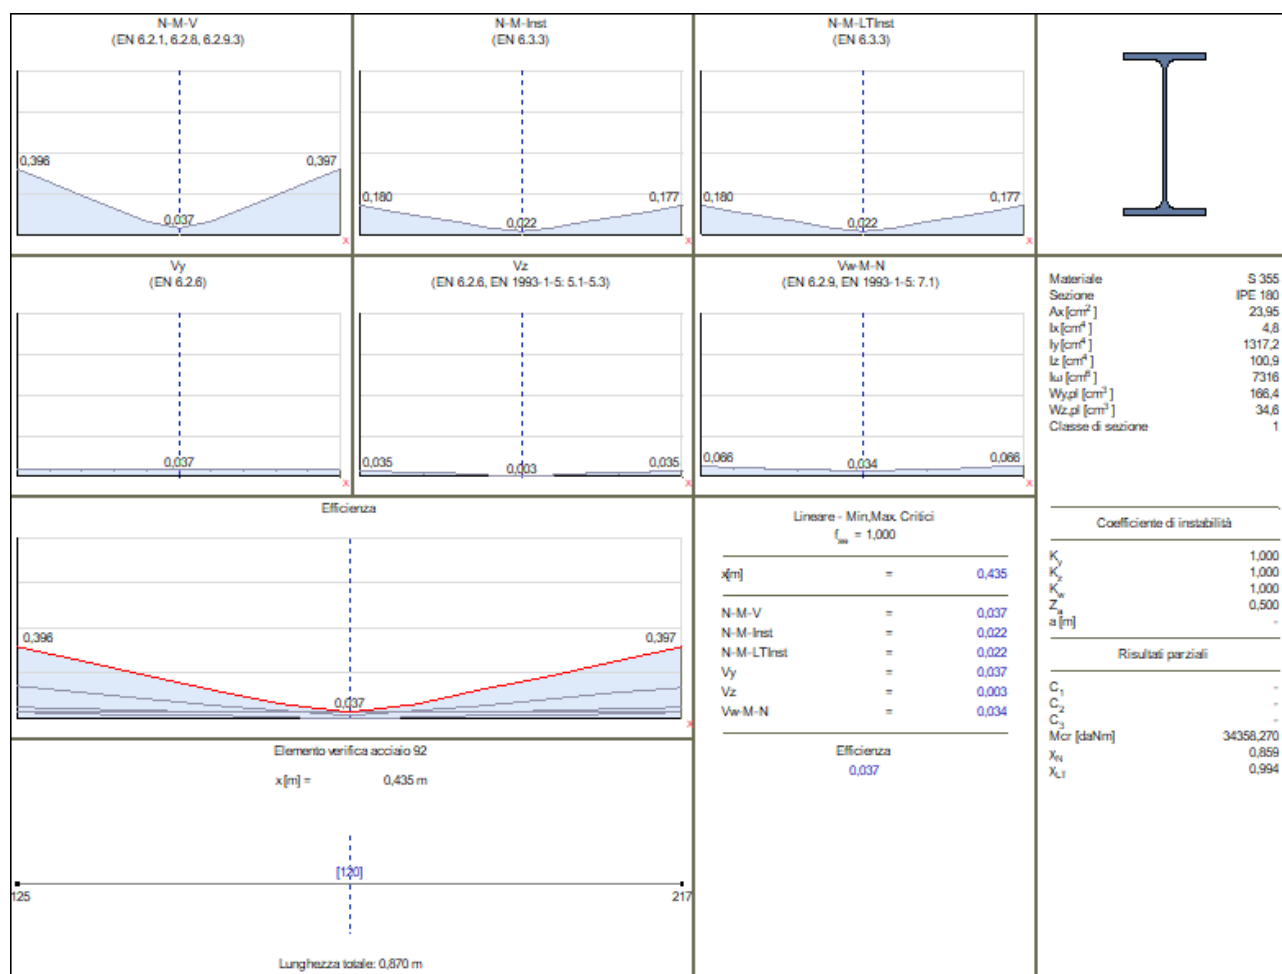 N-M-V
(EN 6.2.1, 6.2.8, 6.2.9.3)
0,396
0,397
0,037
x
N-M-Inst
(EN 6.3.3)
0,180
0,177
0,022
x
N-M-LTInst
(EN 6.3.3)
0,180
0,177
0,022
x
Vy
(EN 6.2.6)
0,037
x
Vz
(EN 6.2.6, EN 1993-1-5: 5.1-5.3)
0,035
0,003
0,035
x
Vw-M-N
(EN 6.2.9, EN 1993-1-5: 7.1)
0,066
0,034
0,066
x
Materiale S 355
Sezione IPE 180
Ax [cm²] 23,95
Ix [cm⁴] 4,8
Iy [cm⁴] 1317,2
Iz [cm⁴] 100,9
Iω [cm⁶] 7316
Wy,pl [cm³] 166,4
Wz,pl [cm³] 34,6
Classe di sezione 1
Efficienza
0,396
0,397
0,037
x
Lineare - Min,Max. Critici
= 1,000
x[m] = 0,435
N-M-V = 0,037
N-M-Inst = 0,022
N-M-LTInst = 0,022
Vy = 0,037
Vz = 0,003
Vw-M-N = 0,034
Efficienza
0,037
Coefficiente di instabilità
Ky 1,000
Kz 1,000
Kw 1,000
Za 0,500
a [m] -
Risultati parziali
C1 -
C2 -
C3 -
Mcr [daNm] 34358,270
χN 0,859
χLT 0,994
Elemento verifica acciaio 92
x[m] = 0,435 m
[120]
125
217
Lunghezza totale: 0,870 m